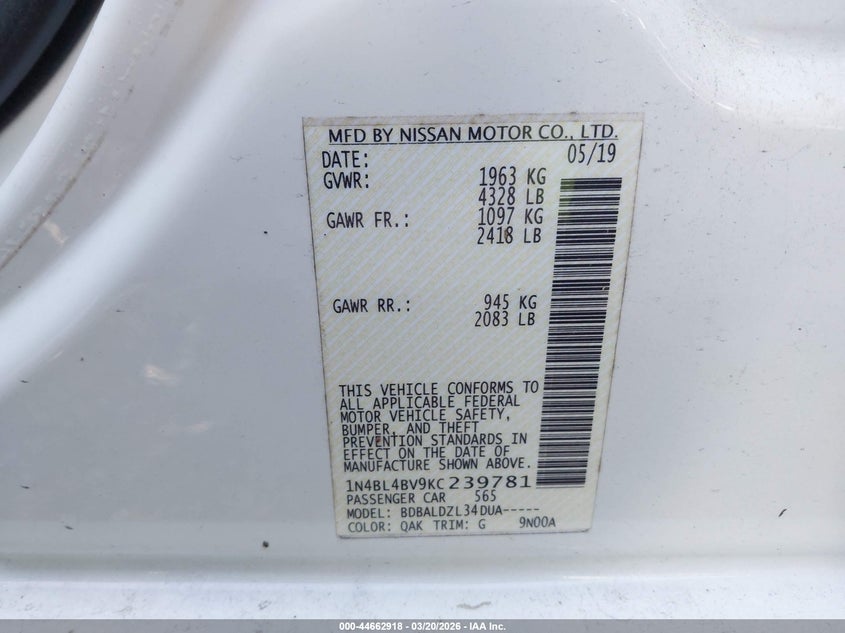 MFD BY NISSAN MOTOR CO., LTD.
DATE: 05/19
GVWR: 1963 KG
4328 LB
GAWR FR.: 1097 KG
2418 LB
GAWR RR.: 945 KG
2083 LB
THIS VEHICLE CONFORMS TO
ALL APPLICABLE FEDERAL
MOTOR VEHICLE SAFETY,
BUMPER, AND THEFT
PREVENTION STANDARDS IN
EFFECT ON THE DATE OF
MANUFACTURE SHOWN ABOVE.
1N4BL4BV9KC239781
PASSENGER CAR 565
MODEL: BDBALDZL34DUA-----
COLOR: QAK TRIM: G 9N00A
000-44662918 - 03/20/2026 - IAA Inc.